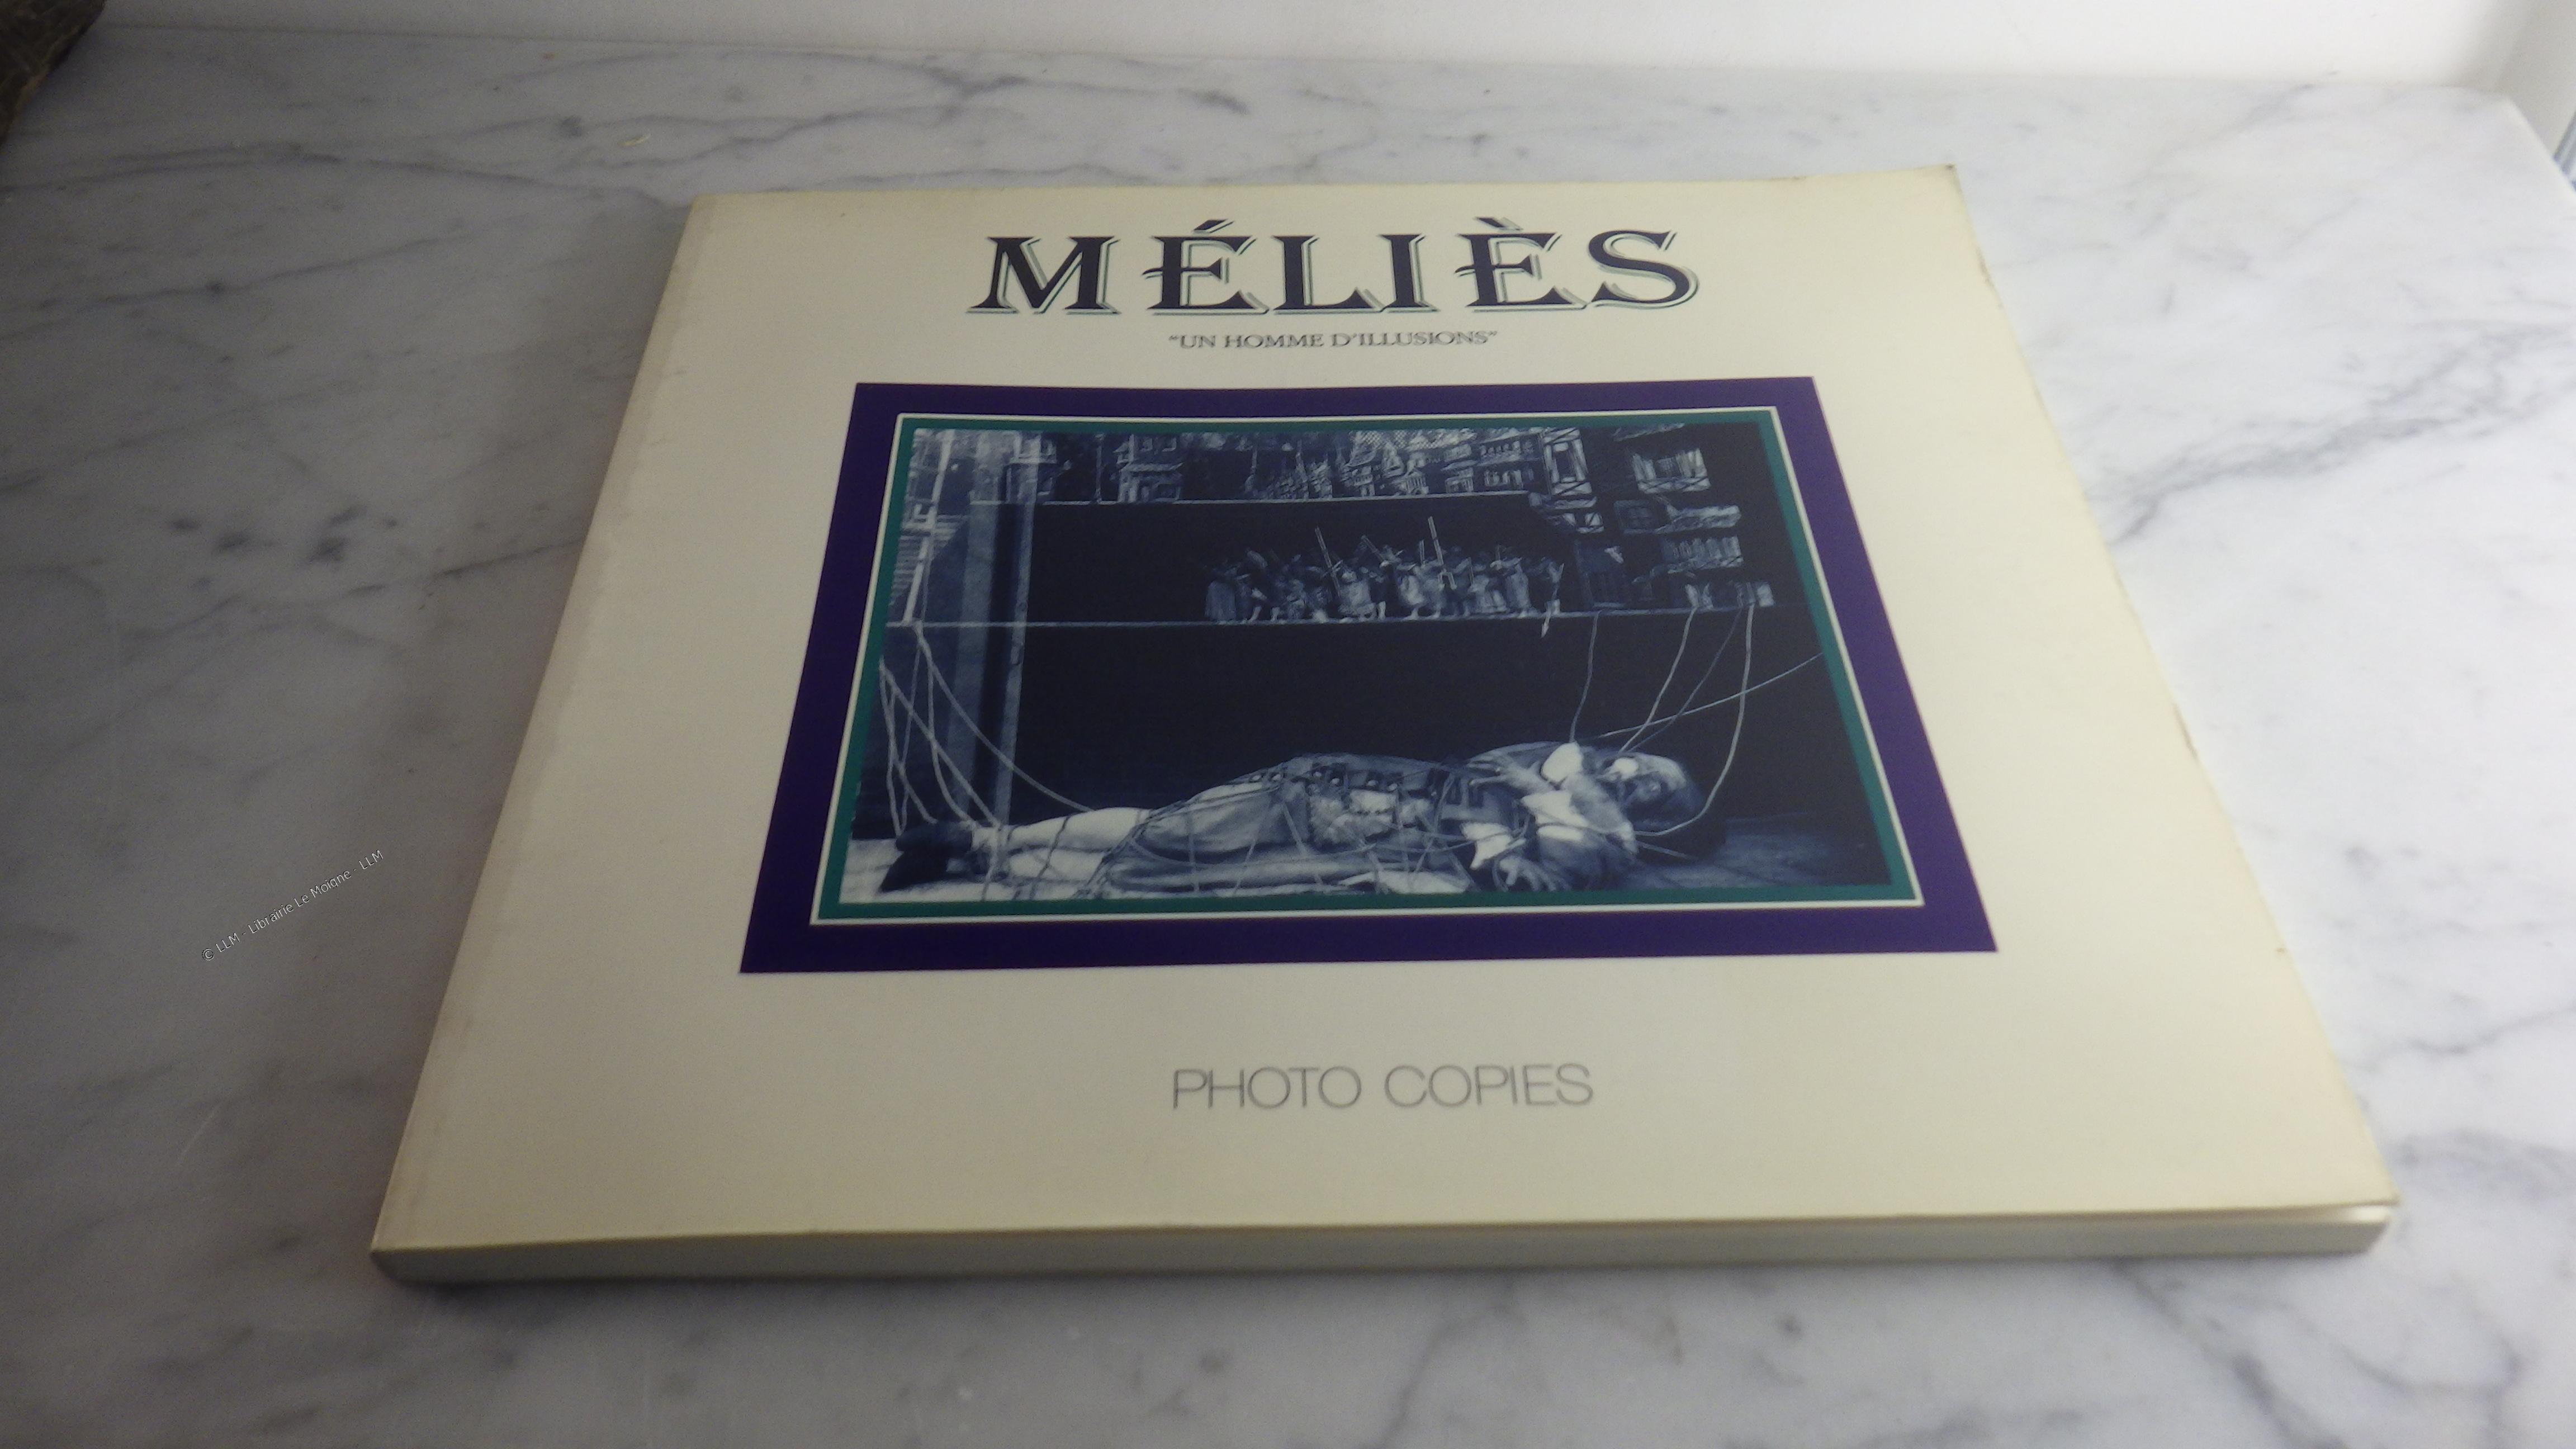 MÉLIÈS
"UN HOMME D'ILLUSIONS"
PHOTO COPIES
© LLM - Librairie Le Moigne - LLM